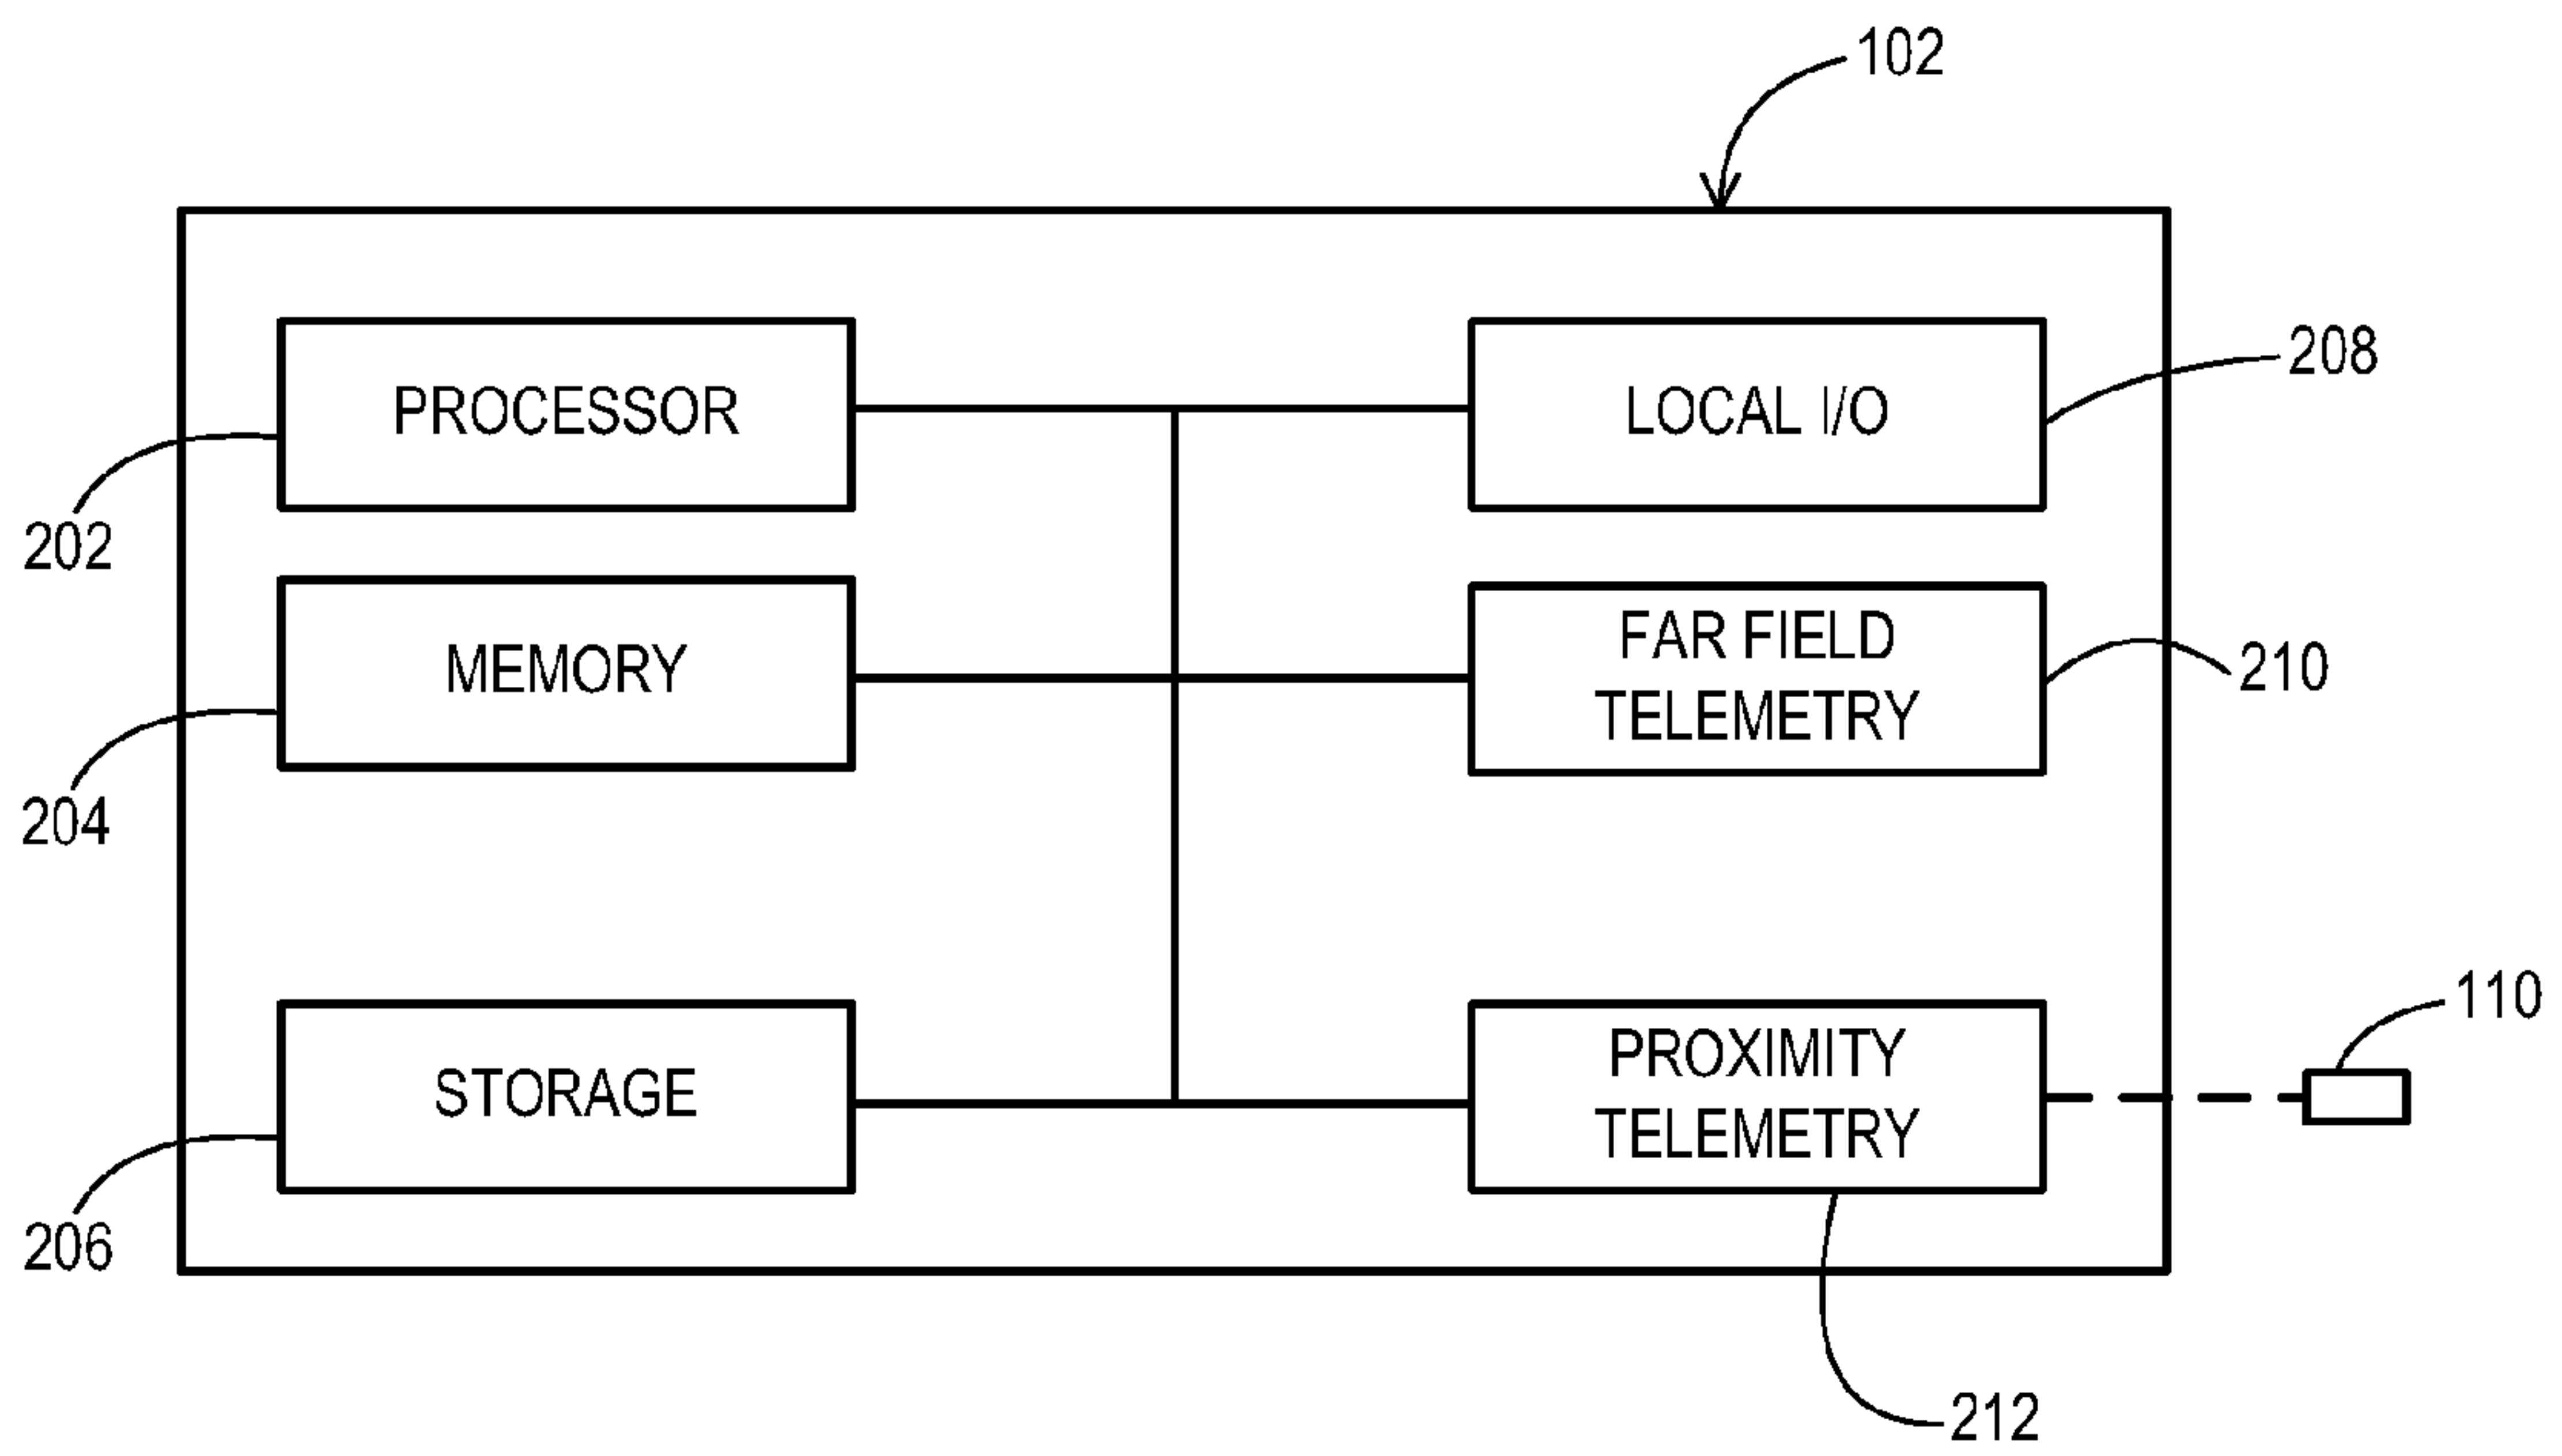 102
PROCESSOR
LOCAL I/O
208
202
MEMORY
FAR FIELD
TELEMETRY
210
204
STORAGE
PROXIMITY
TELEMETRY
110
206
212